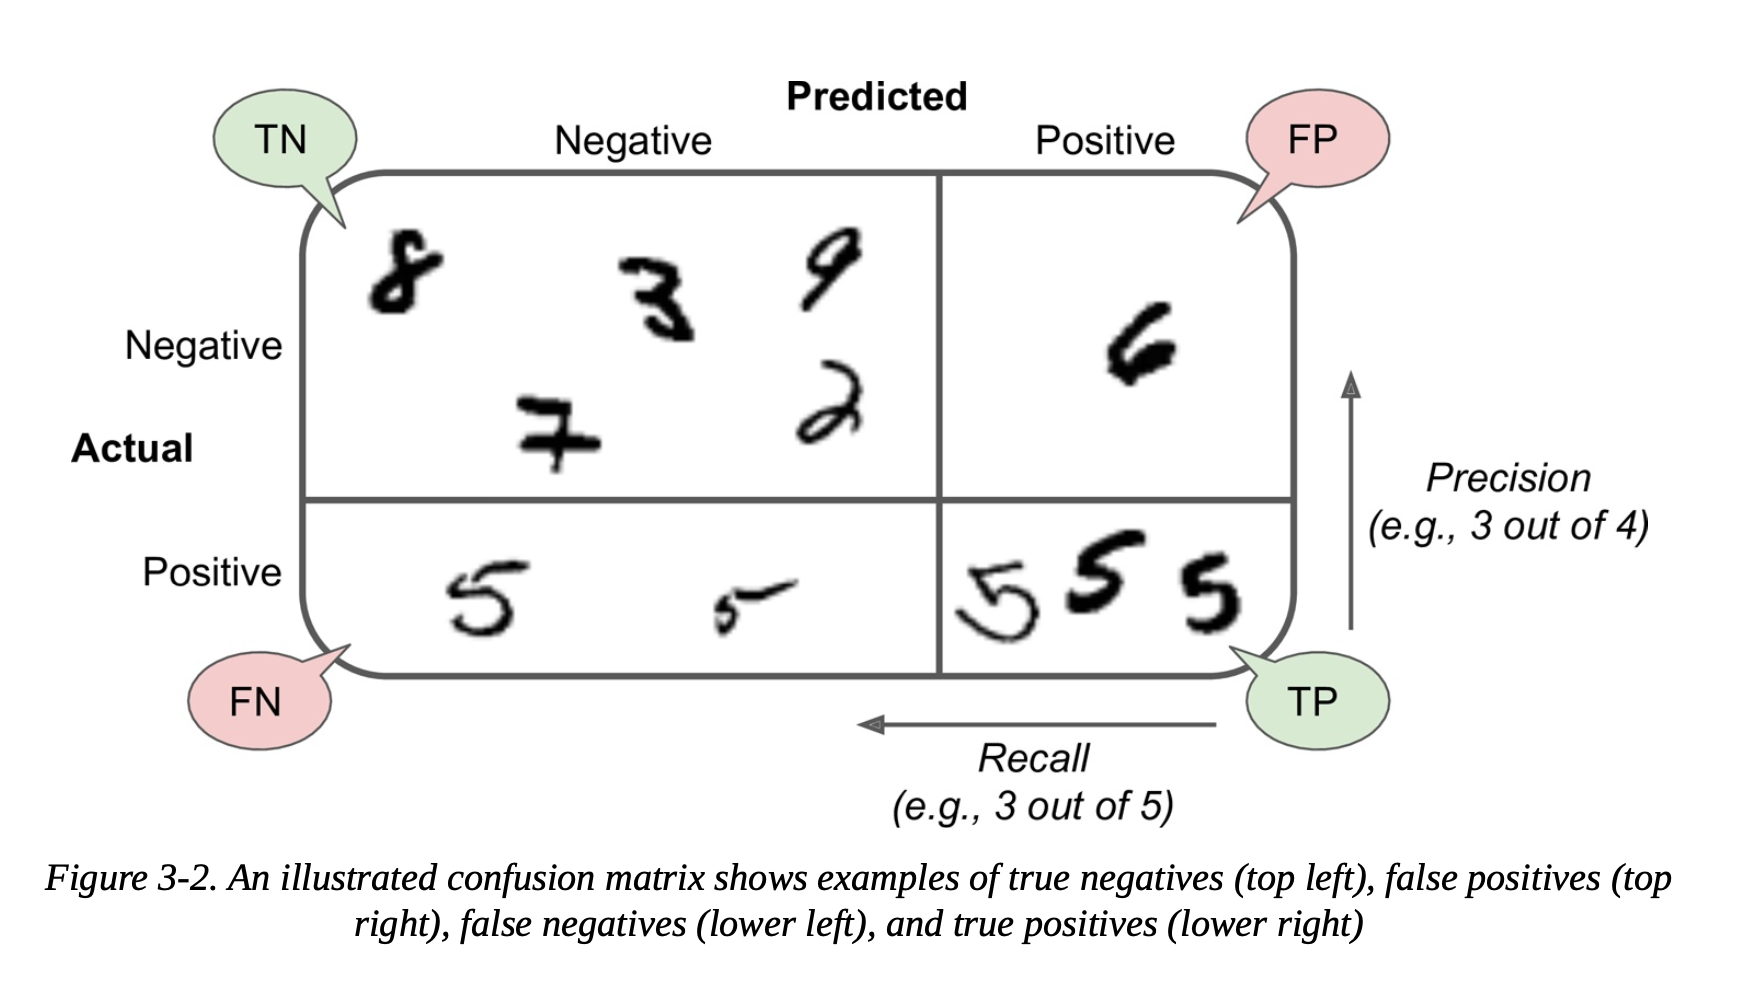 Predicted
TN
Negative
Positive
FP
8
3
9
Negative
6
7
2
Actual
Precision
(e.g., 3 out of 4)
Positive
5
5
5
5
5
FN
TP
Recall
(e.g., 3 out of 5)
Figure 3-2. An illustrated confusion matrix shows examples of true negatives (top left), false positives (top
right), false negatives (lower left), and true positives (lower right)